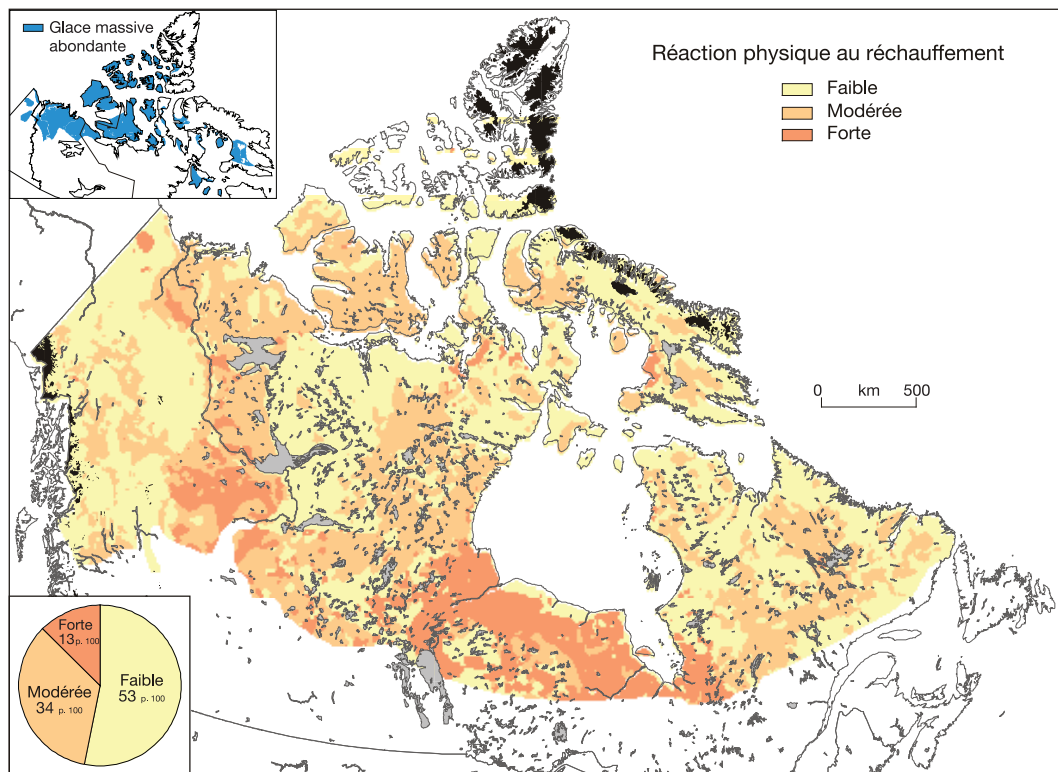 Glace massive
abondante
Réaction physique au réchauffement
Faible
Modérée
Forte
0 km 500
Forte
13 p. 100
Modérée
34 p. 100
Faible
53 p. 100